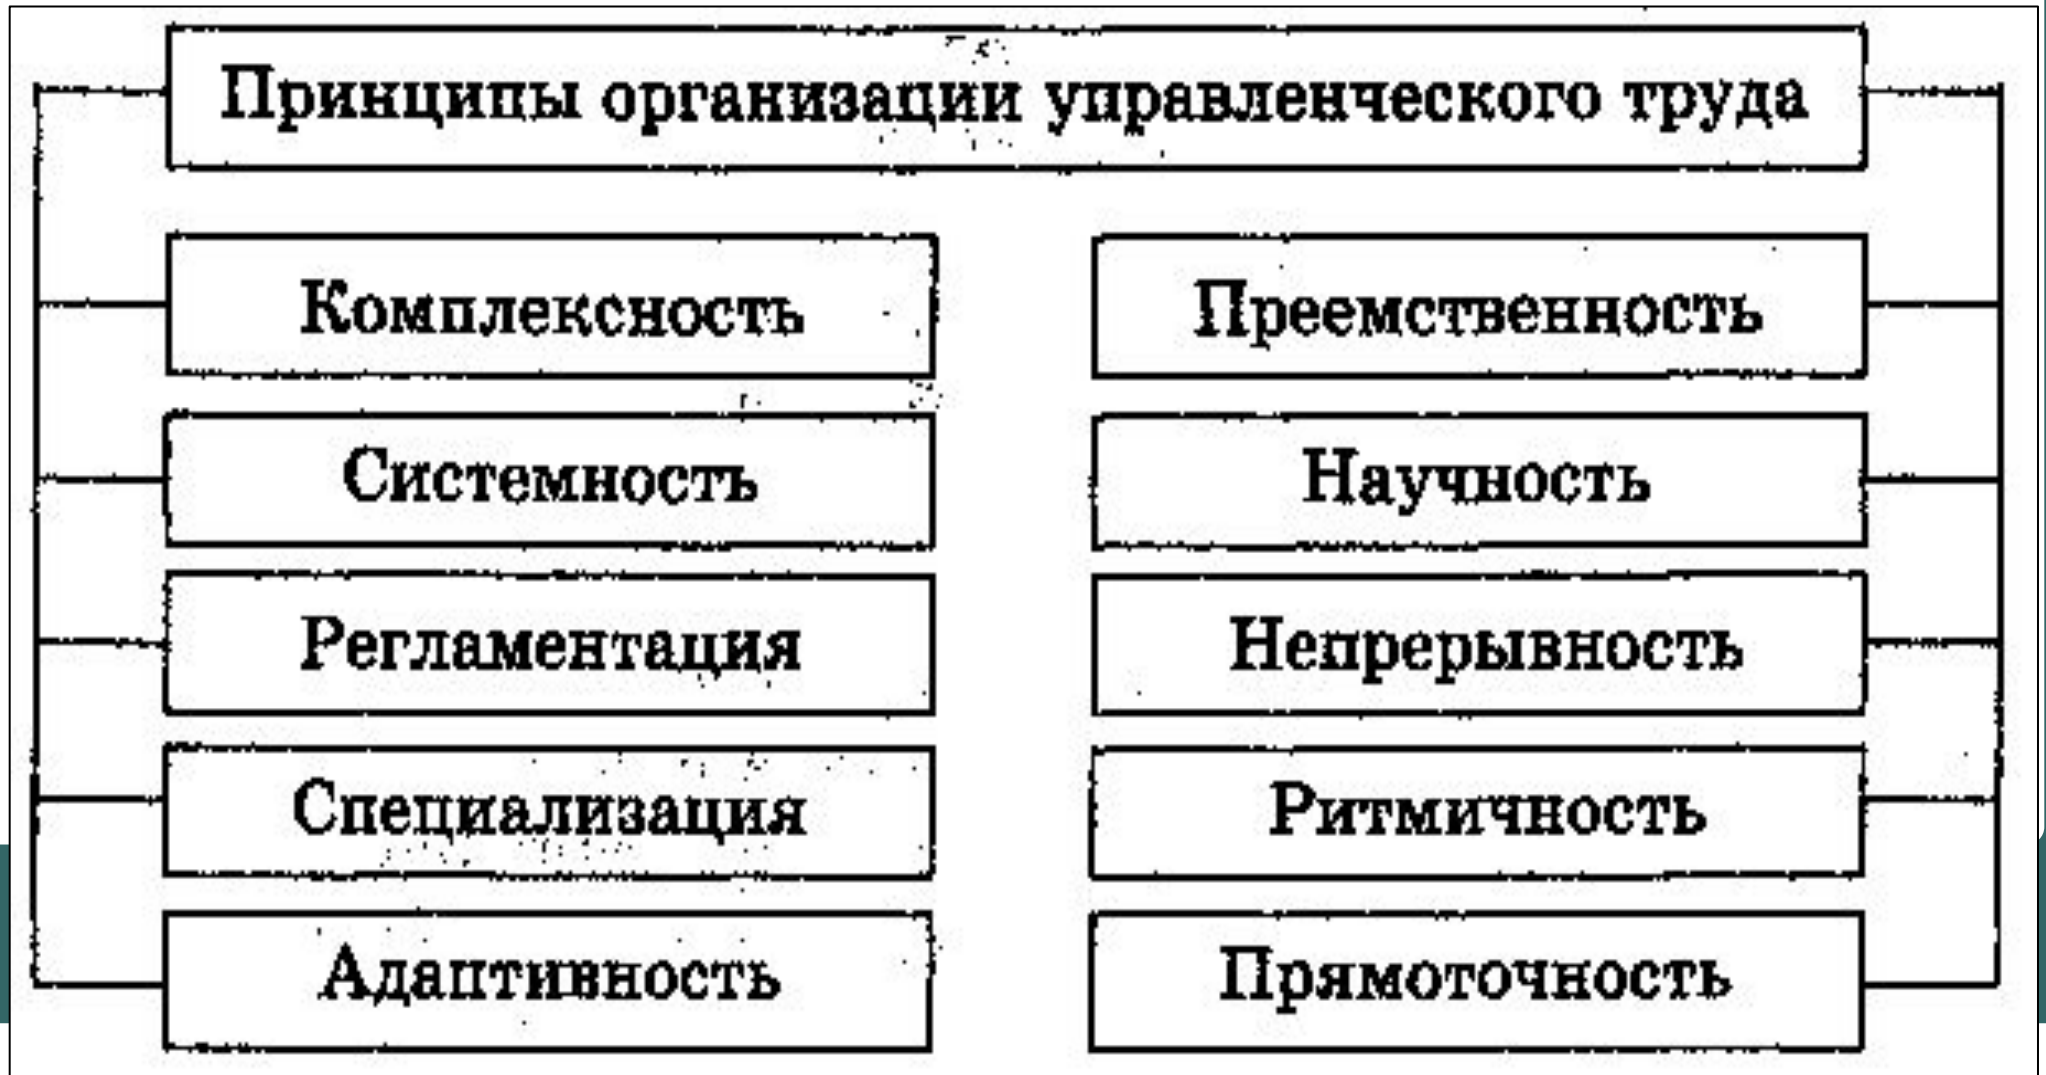 Принципы организации управленческого труда
Комплексность
Преемственность
Системность
Научность
Регламентация
Непрерывность
Специализация
Ритмичность
Адаптивность
Прямоточность